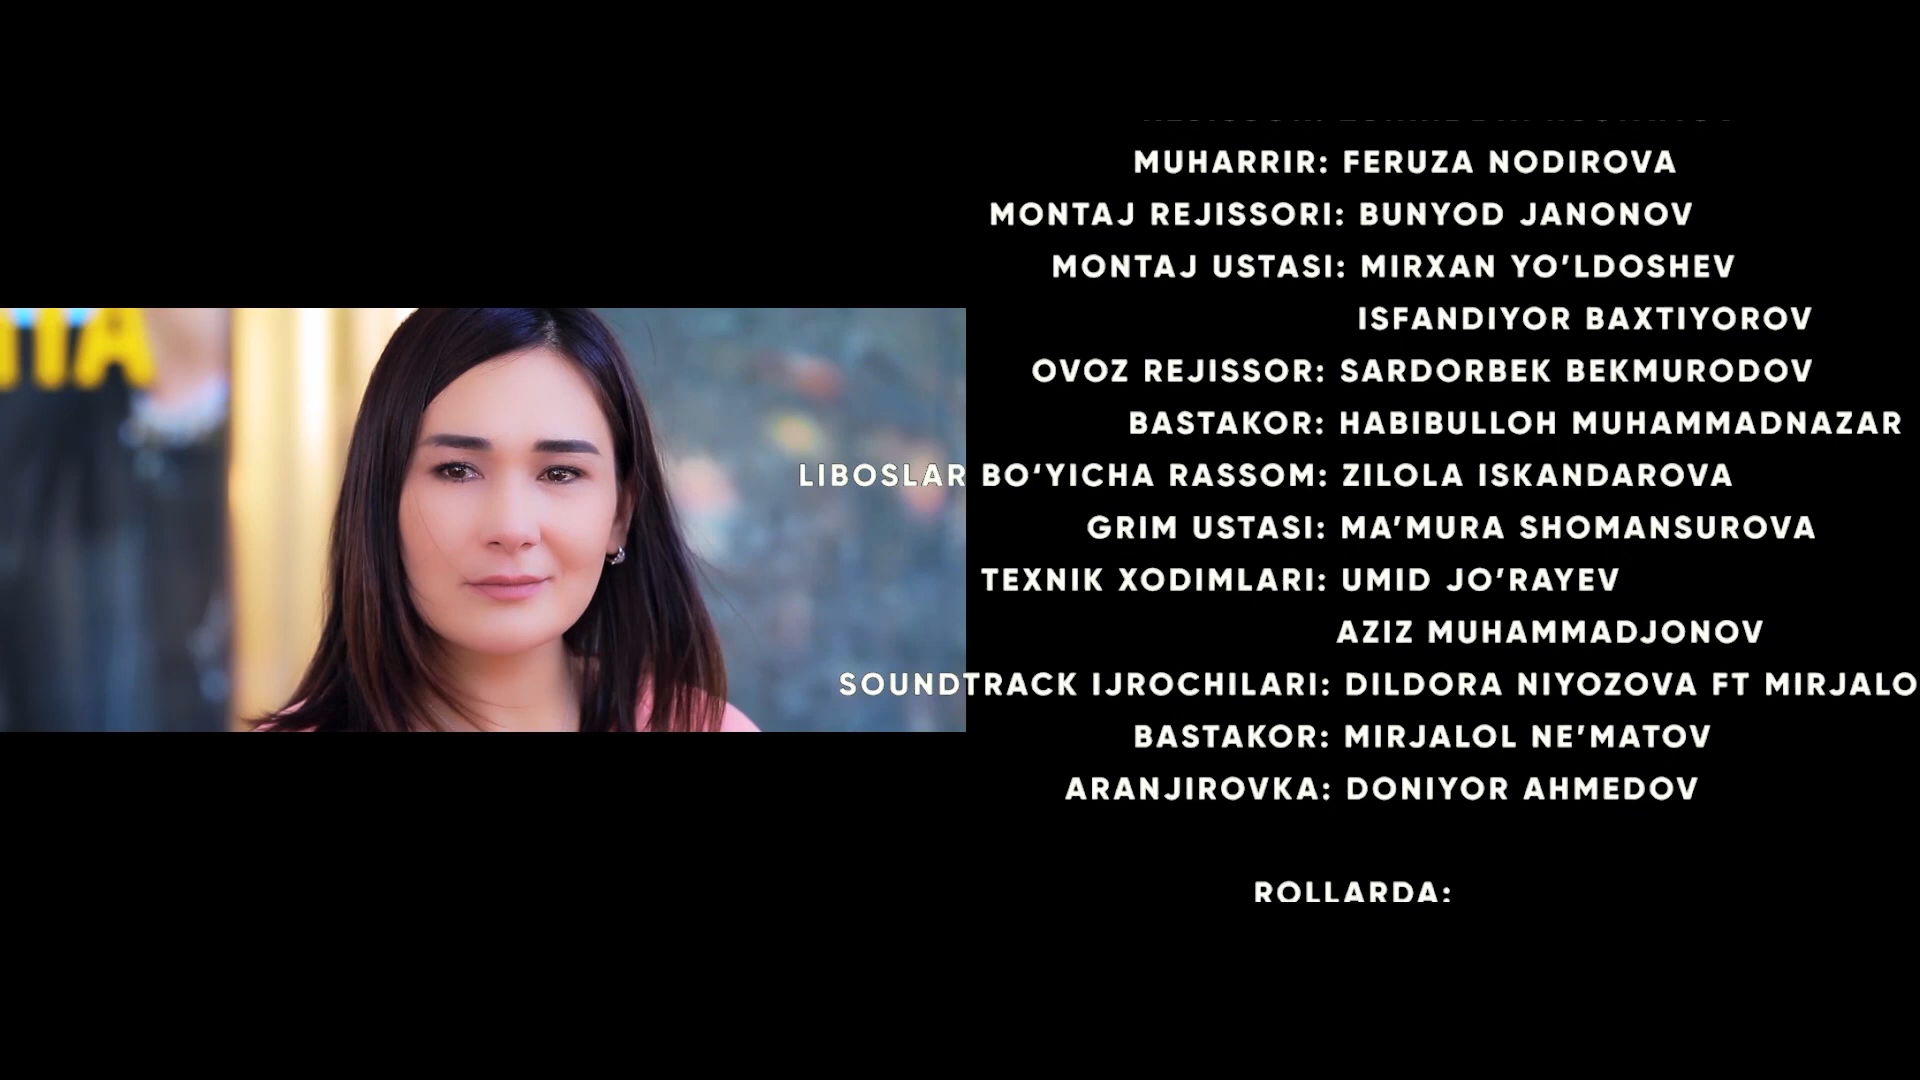 MUHARRIR: FERUZA NODIROVA
MONTAJ REJISSORI: BUNYOD JANONOV
MONTAJ USTASI: MIRXAN YO’LDOSHEV
ISFANDIYOR BAXTIYOROV
OVOZ REJISSOR: SARDORBEK BEKMURODOV
BASTAKOR: HABIBULLOH MUHAMMADNAZAR
LIBOSLAR BO‘YICHA RASSOM: ZILOLA ISKANDAROVA
GRIM USTASI: MA’MURA SHOMANSUROVA
TEXNIK XODIMLARI: UMID JO’RAYEV
AZIZ MUHAMMADJONOV
SOUNDTRACK IJROCHILARI: DILDORA NIYOZOVA FT MIRJALO
BASTAKOR: MIRJALOL NE’MATOV
ARANJIROVKA: DONIYOR AHMEDOV
ROLLARDA: